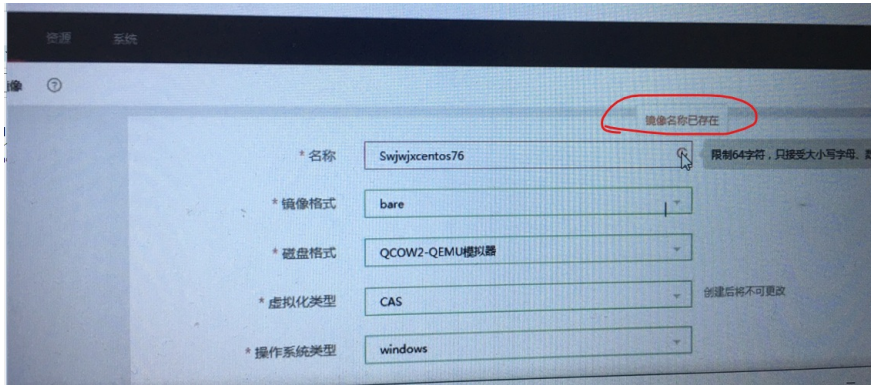 资源 系统
像
镜像名称已存在
* 名称 Swjwjxcentos76 限制64字符，只接受大小写字母、
* 镜像格式 bare
* 磁盘格式 QCOW2-QEMU模拟器
* 虚拟化类型 CAS 创建后将不可更改
* 操作系统类型 windows